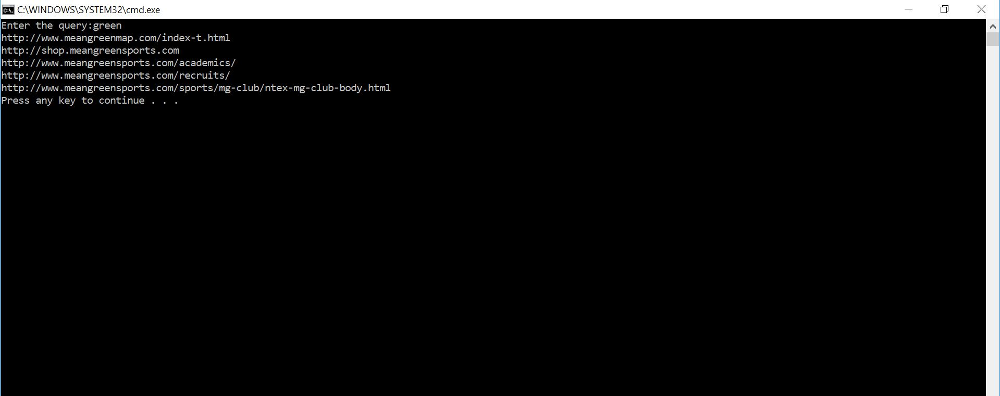 C:\WINDOWS\SYSTEM32\cmd.exe
Enter the query:green
http://www.meangreenmap.com/index-t.html
http://shop.meangreensports.com
http://www.meangreensports.com/academics/
http://www.meangreensports.com/recruits/
http://www.meangreensports.com/sports/mg-club/ntex-mg-club-body.html
Press any key to continue . . .